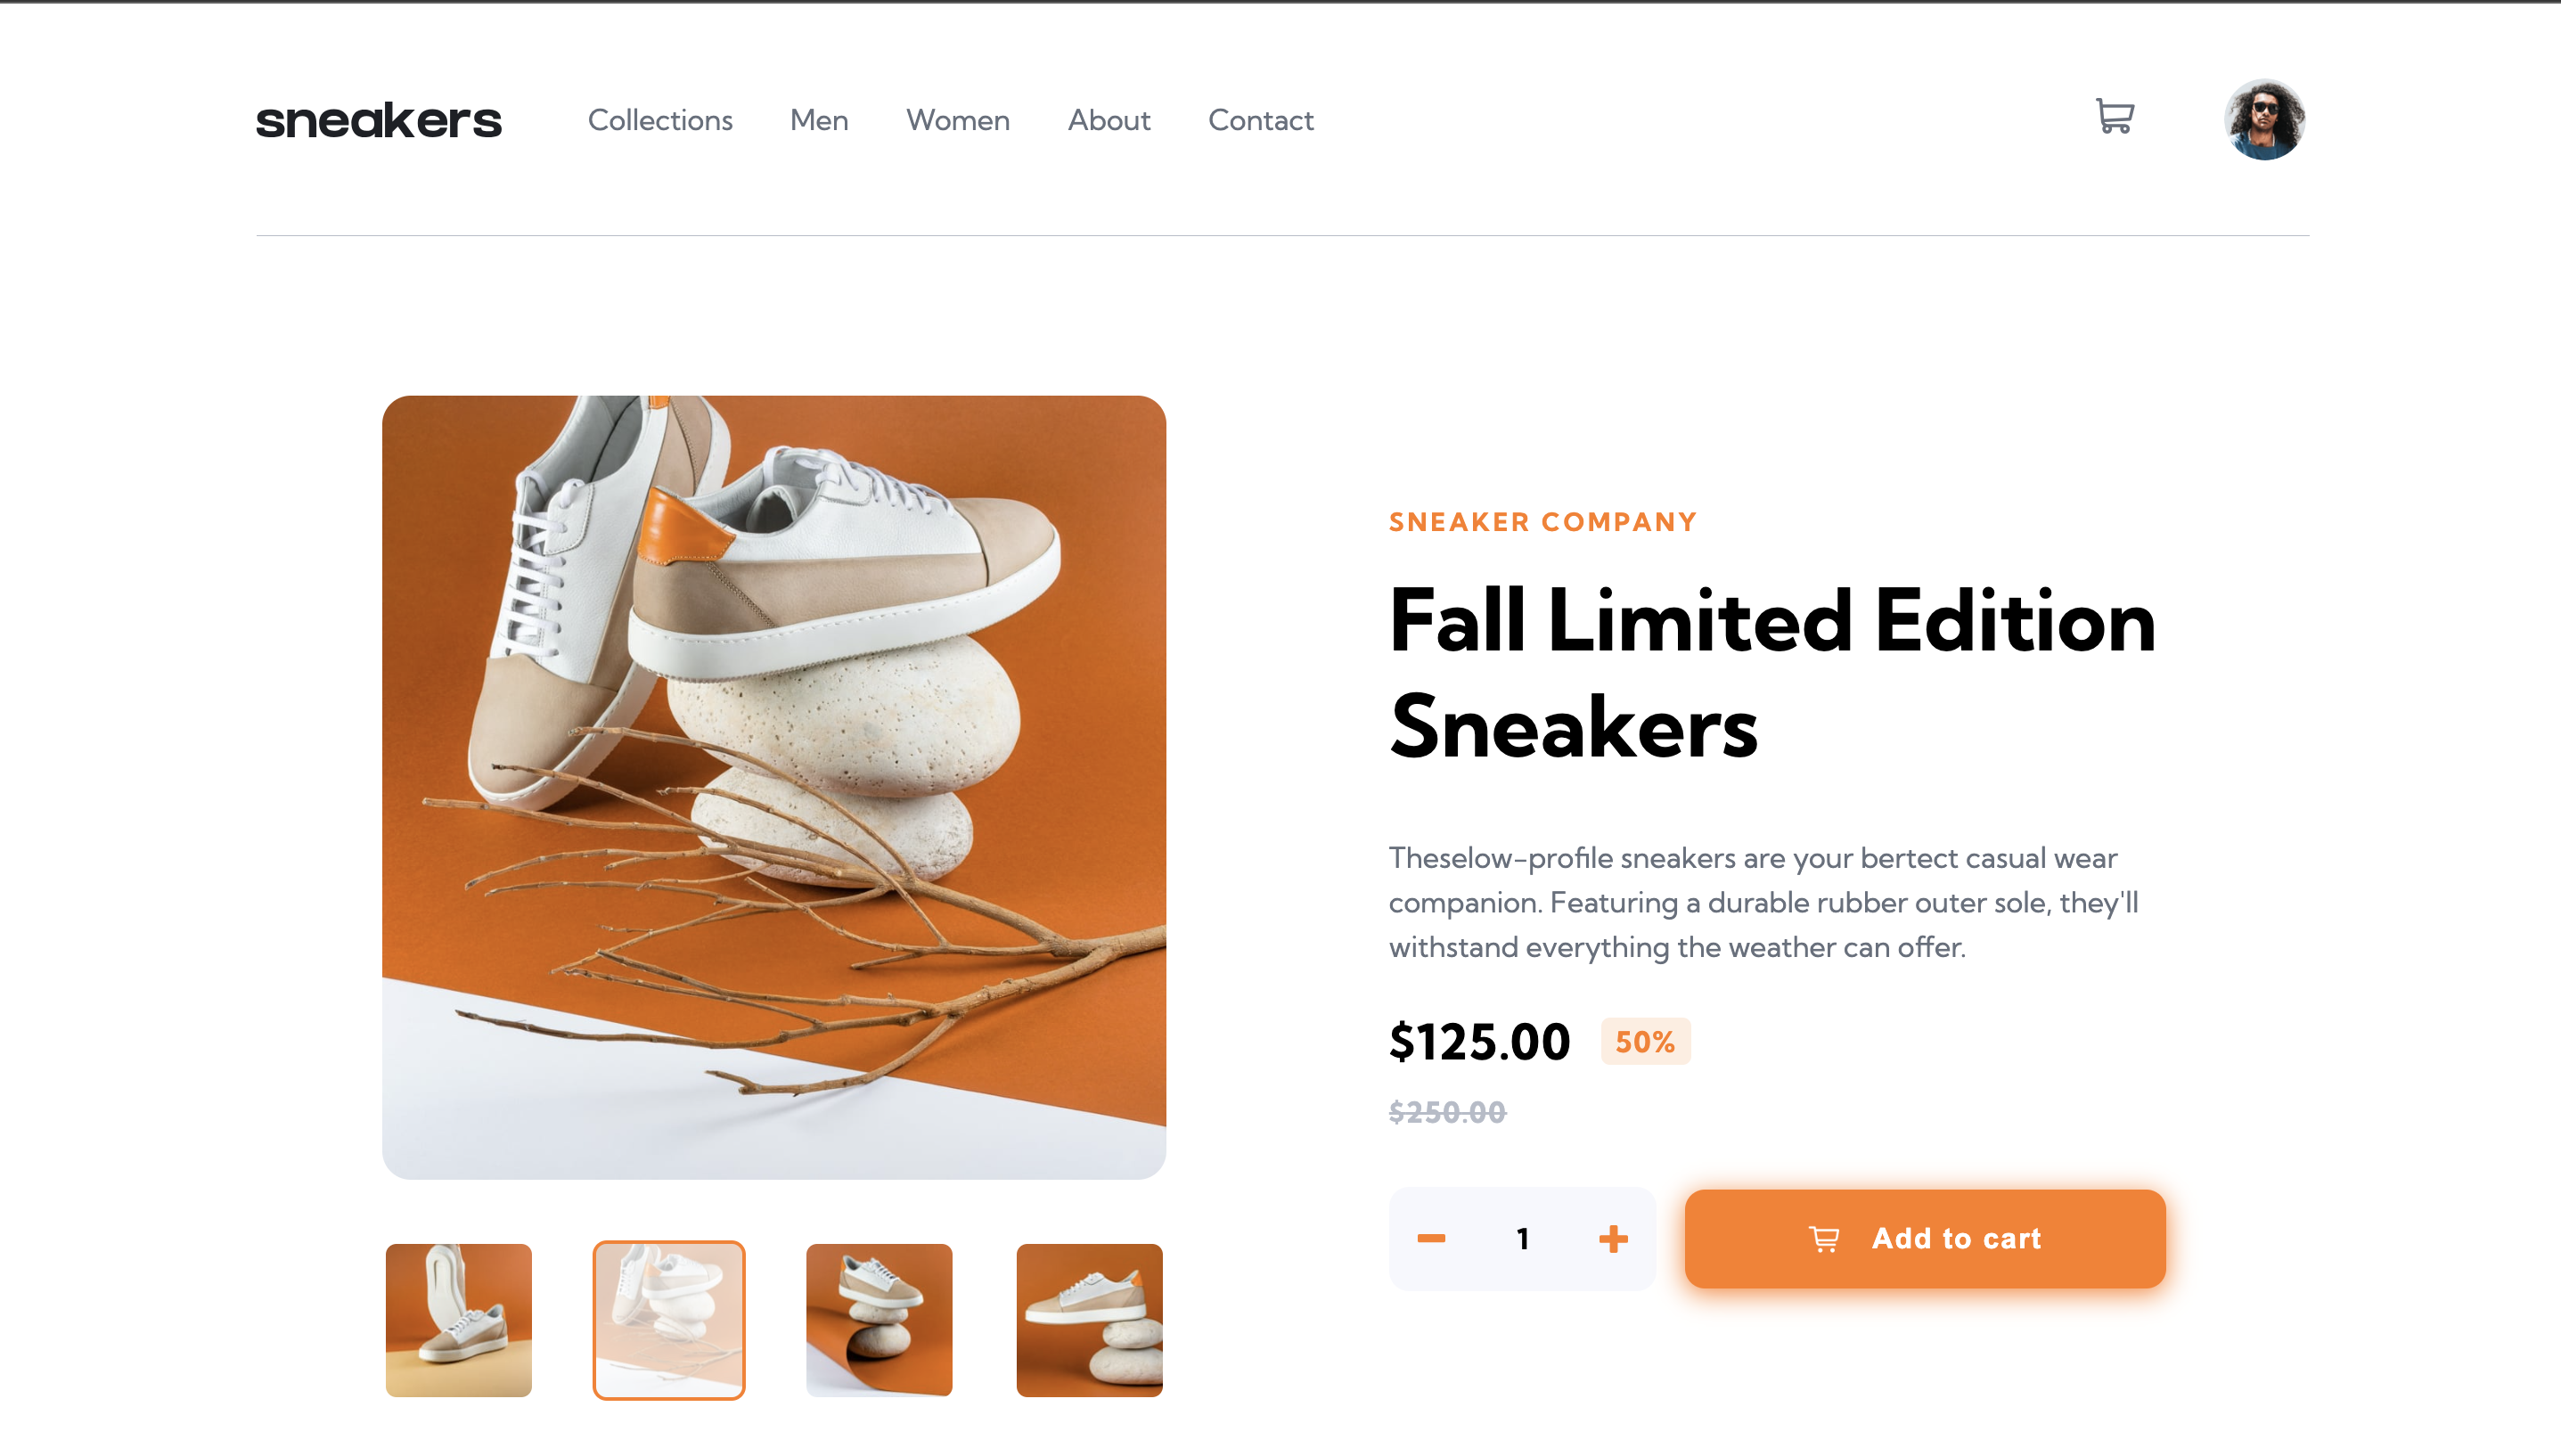 sneakers
Collections Men Women About Contact
SNEAKER COMPANY
Fall Limited Edition
Sneakers
Theselow-profile sneakers are your bertect casual wear
companion. Featuring a durable rubber outer sole, they'll
withstand everything the weather can offer.
$125.00 50%
$250.00
1
Add to cart